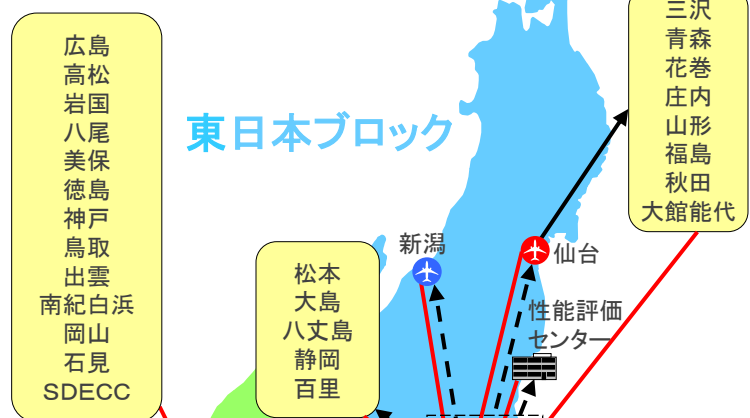 広島
高松
岩国
八尾
美保
徳島
神戸
鳥取
出雲
南紀白浜
岡山
石見
SDECC
東日本ブロック
三沢
青森
花巻
庄内
山形
福島
秋田
大館能代
新潟
仙台
松本
大島
八丈島
静岡
百里
性能評価
センター